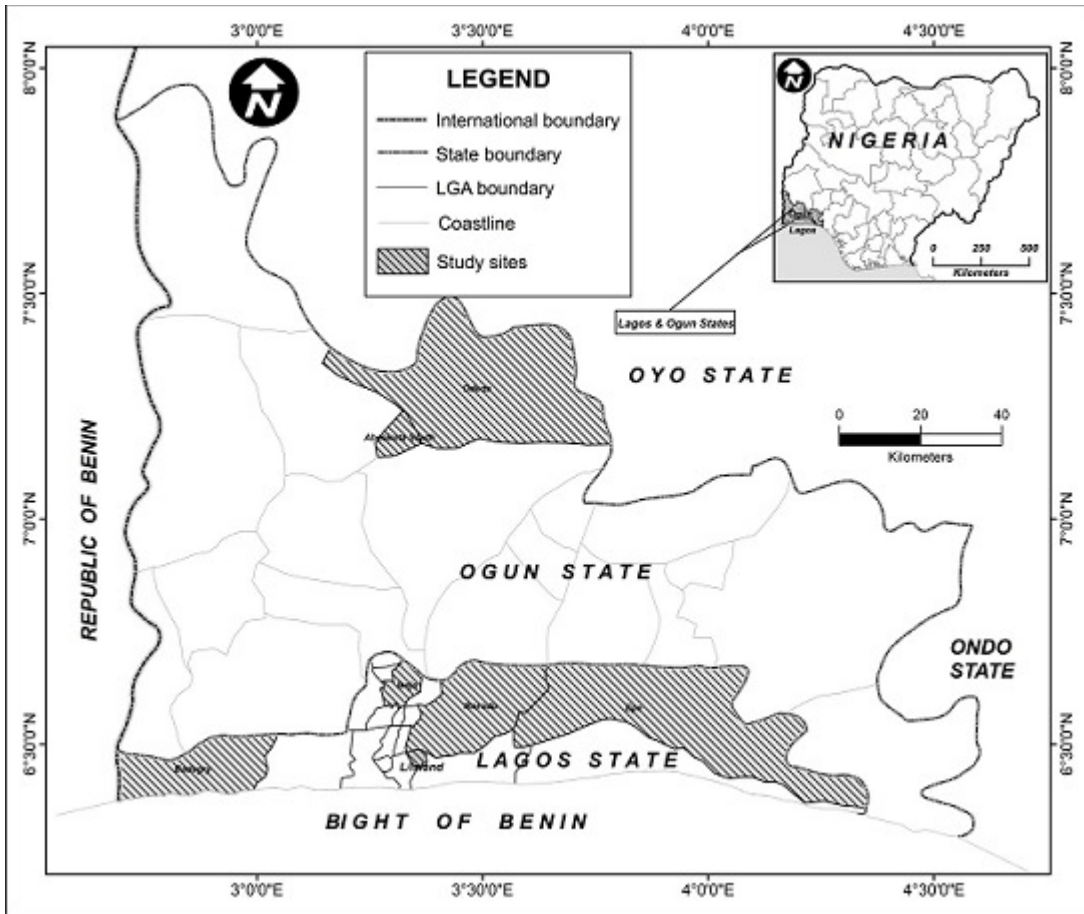 3°0'0"E 3°30'0"E 4°0'0"E 4°30'0"E
8°0'0"N
7°30'0"N
7°0'0"N
6°30'0"N
N
LEGEND
International boundary
State boundary
LGA boundary
Coastline
Study sites
N
NIGERIA
Lagos
0 250 500
Kilometers
Lagos & Ogun States
OYO STATE
0 20 40
Kilometers
REPUBLIC OF BENIN
OGUN STATE
ONDO
STATE
LAGOS STATE
BIGHT OF BENIN
8°0'0"N
7°30'0"N
7°0'0"N
6°30'0"N
3°0'0"E 3°30'0"E 4°0'0"E 4°30'0"E